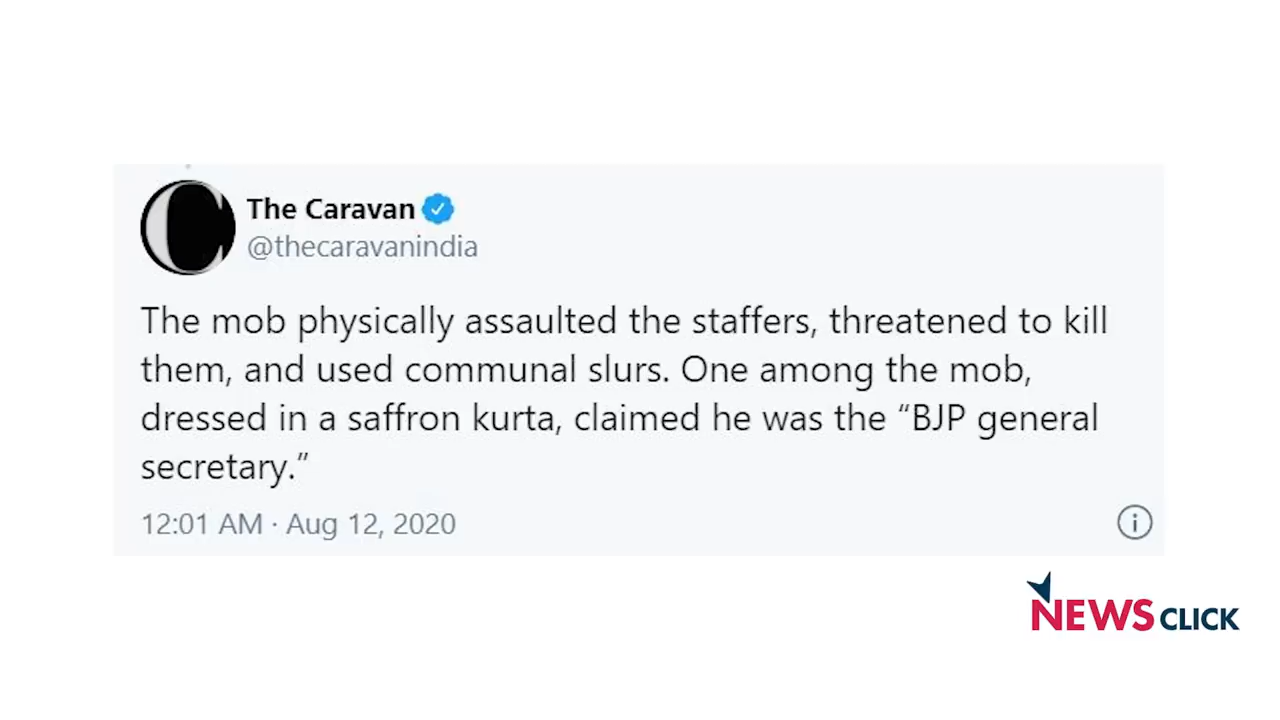 The Caravan
@thecaravanindia
The mob physically assaulted the staffers, threatened to kill
them, and used communal slurs. One among the mob,
dressed in a saffron kurta, claimed he was the “BJP general
secretary.”
12:01 AM · Aug 12, 2020
NEWSCLICK